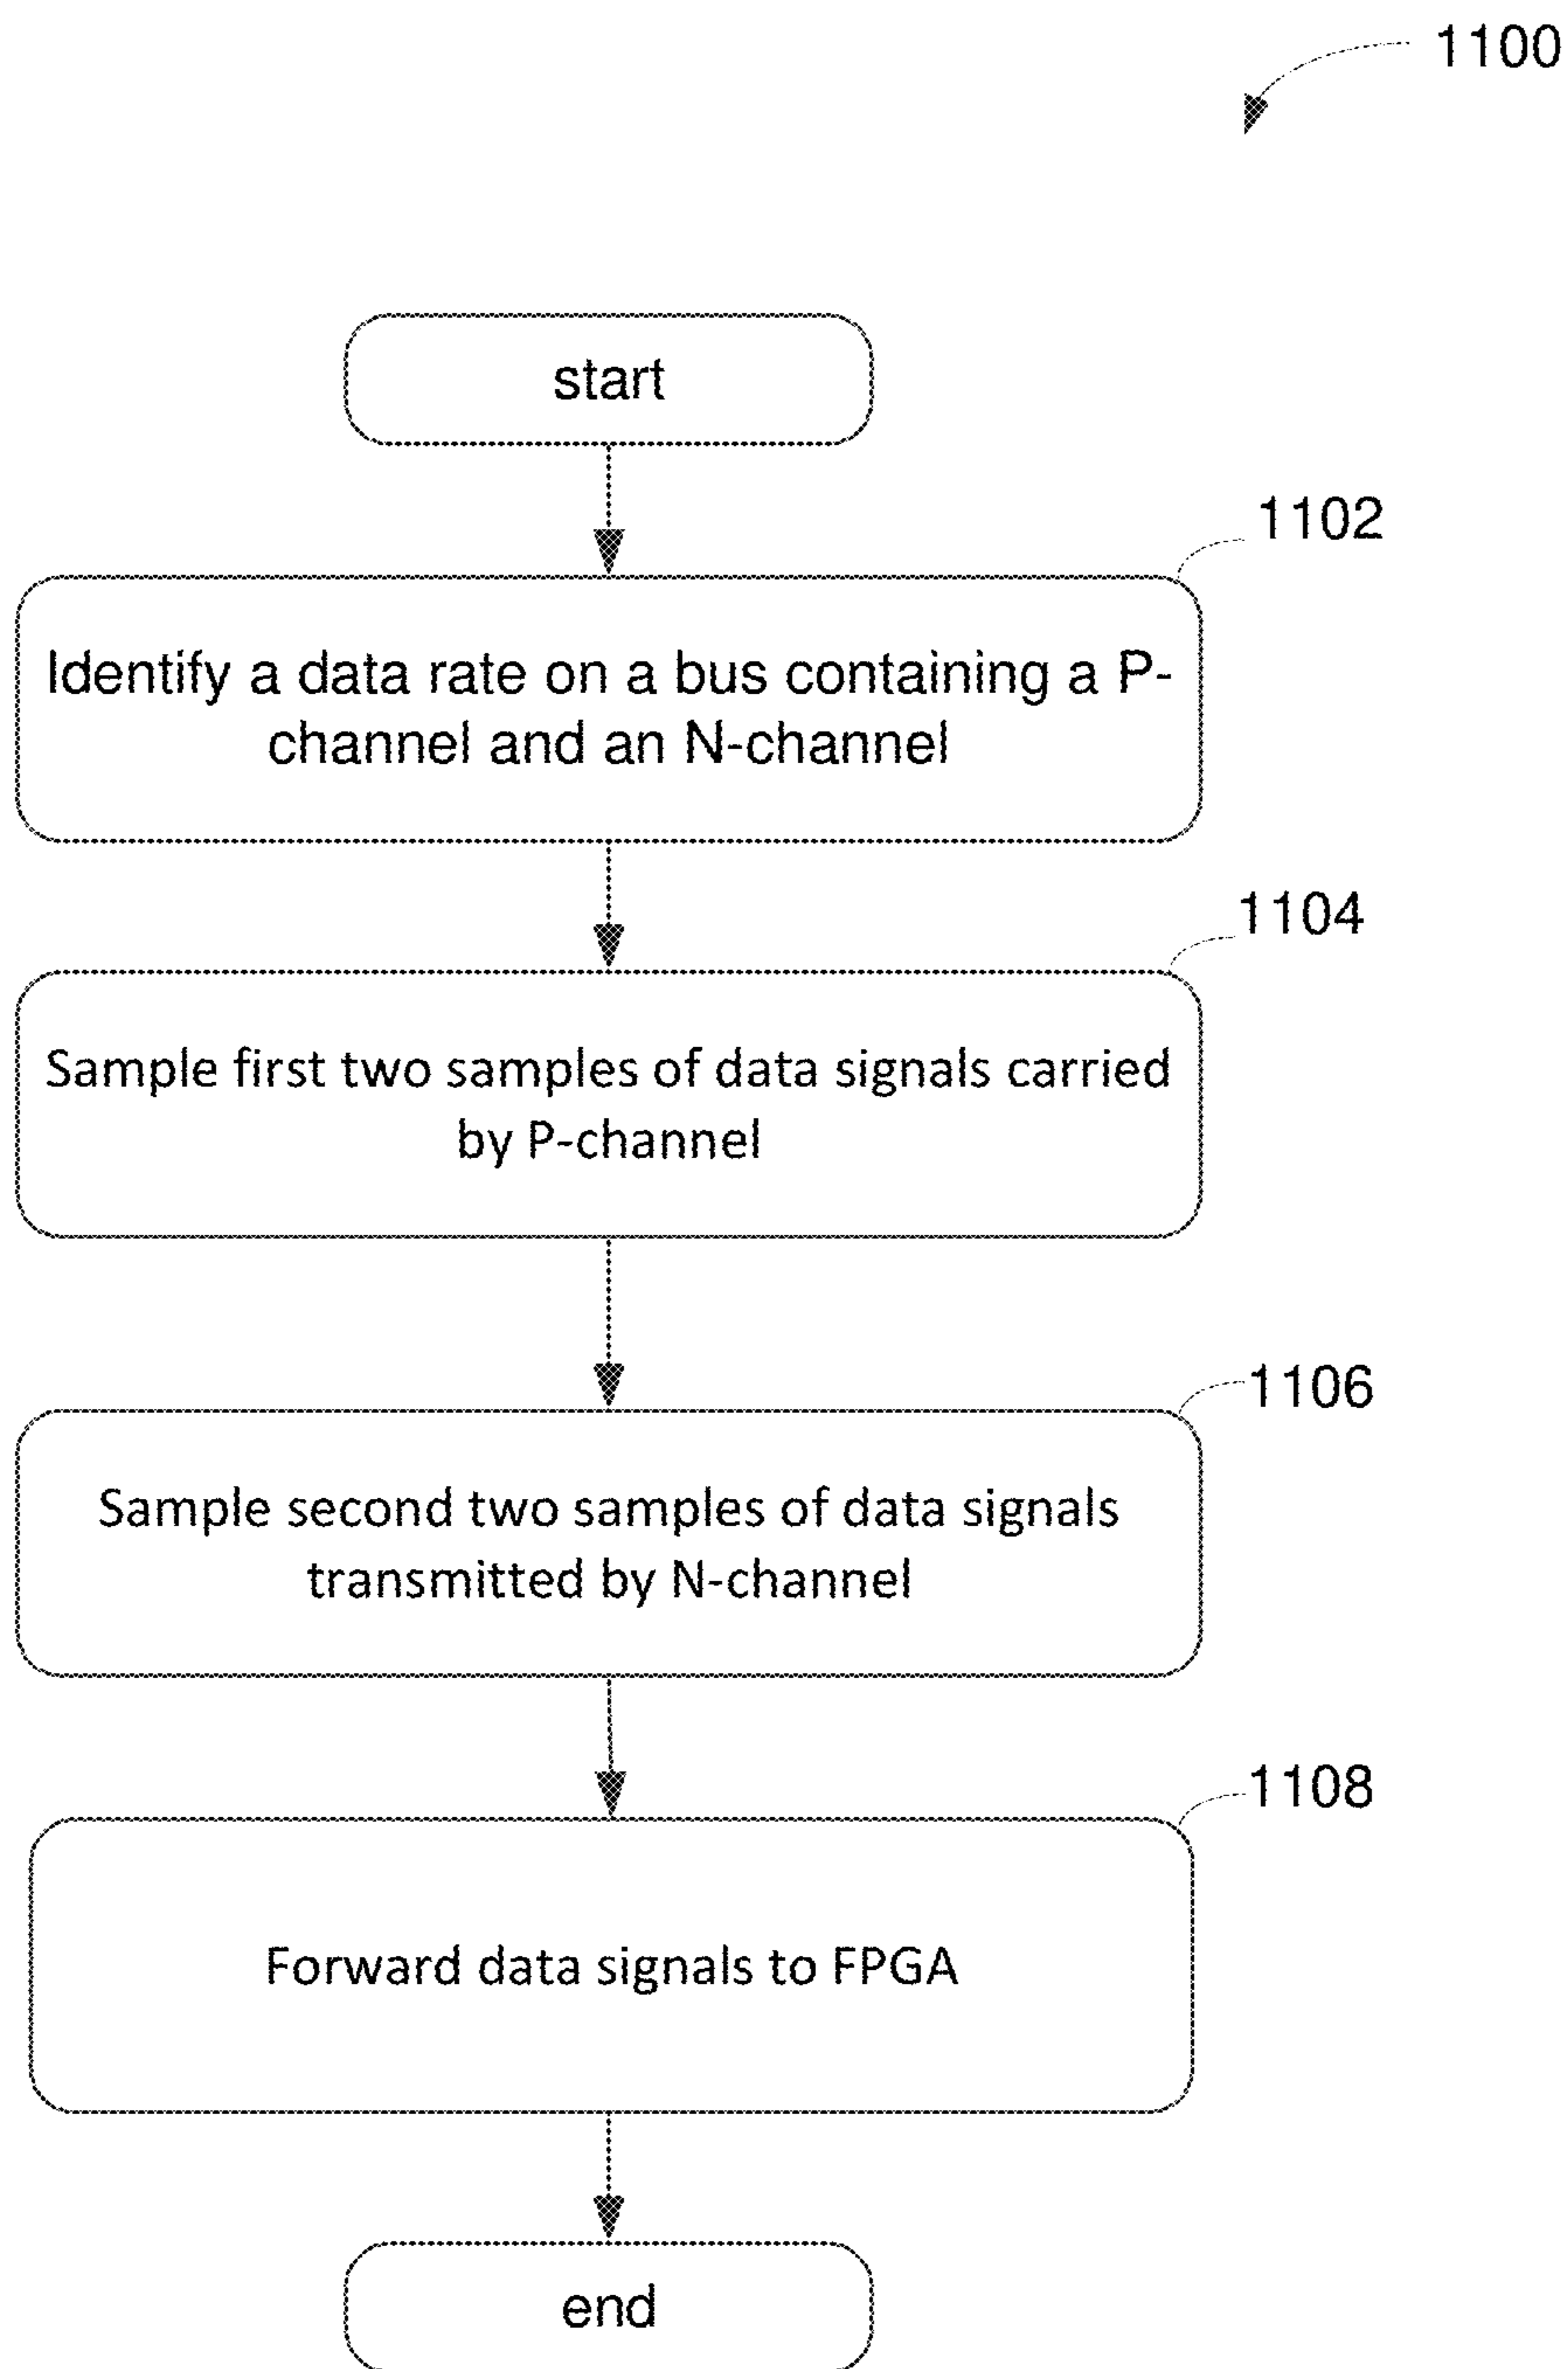 1100
start
1102
Identify a data rate on a bus containing a P-
channel and an N-channel
1104
Sample first two samples of data signals carried
by P-channel
1106
Sample second two samples of data signals
transmitted by N-channel
1108
Forward data signals to FPGA
end